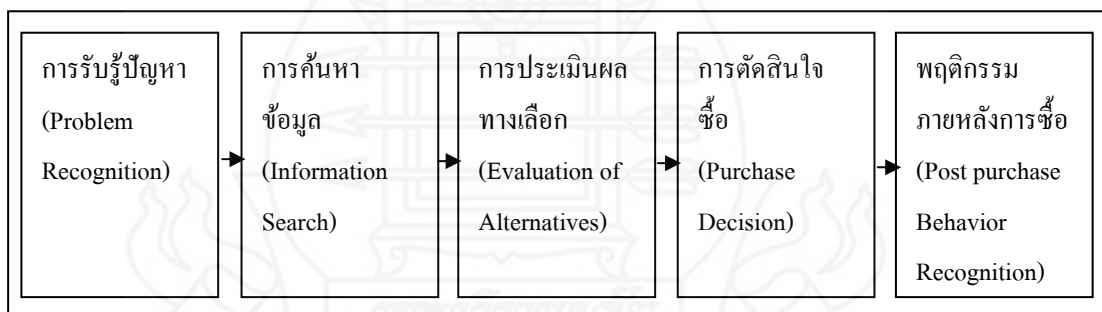 การรับรู้ปัญหา
(Problem
Recognition)
การค้นหา
ข้อมูล
(Information
Search)
การประเมินผล
ทางเลือก
(Evaluation of
Alternatives)
การตัดสินใจ
ซื้อ
(Purchase
Decision)
พฤติกรรม
ภายหลังการซื้อ
(Post purchase
Behavior
Recognition)